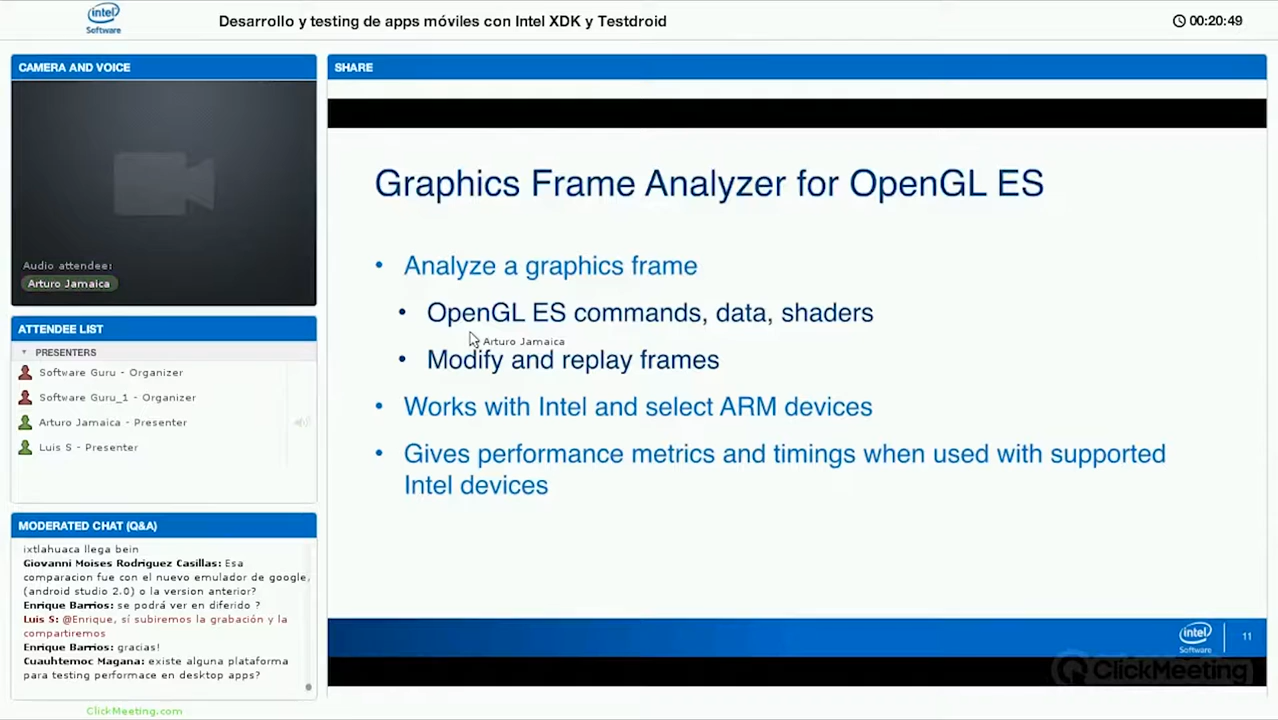 intel
Software
Desarrollo y testing de apps móviles con Intel XDK y Testdroid
00:20:49
CAMERA AND VOICE
Audio attendee:
Arturo Jamaica
ATTENDEE LIST
PRESENTERS
Software Guru - Organizer
Software Guru_1 - Organizer
Arturo Jamaica - Presenter
Luis S - Presenter
MODERATED CHAT (Q&A)
ixtlahuaca llega bein
Giovanni Moises Rodriguez Casillas: Esa
comparacion fue con el nuevo emulador de google,
(android studio 2.0) o la version anterior?
Enrique Barrios: se podrá ver en diferido ?
Luis S: @Enrique, sí subiremos la grabación y la
compartiremos
Enrique Barrios: gracias!
Cuauhtemoc Magana: existe alguna plataforma
para testing performace en desktop apps?
ClickMeeting.com
SHARE
Graphics Frame Analyzer for OpenGL ES
• Analyze a graphics frame
• OpenGL ES commands, data, shaders
Arturo Jamaica
• Modify and replay frames
• Works with Intel and select ARM devices
• Gives performance metrics and timings when used with supported
Intel devices
intel
Software
11
ClickMeeting